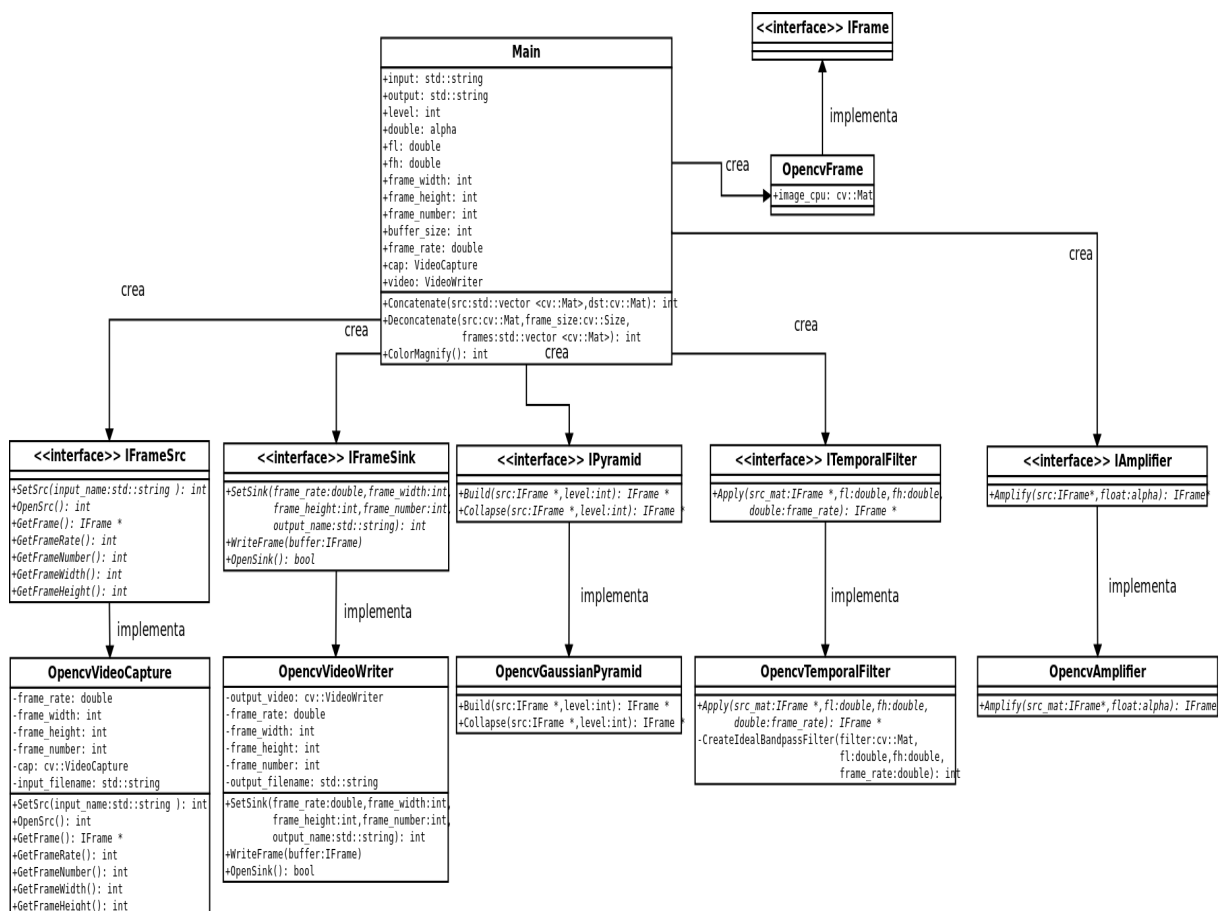 <<interface>> IFrame
implementa
OpencvFrame
+image_cpu: cv::Mat
Main
+input: std::string
+output: std::string
+level: int
+double: alpha
+fl: double
+fh: double
+frame_width: int
+frame_height: int
+frame_number: int
+buffer_size: int
+frame_rate: double
+cap: VideoCapture
+video: VideoWriter
+Concatenate(src:std::vector <cv::Mat>,dst:cv::Mat): int
+Deconcatenate(src:cv::Mat,frame_size:cv::Size,
frames:std::vector <cv::Mat>): int
+ColorMagnify(): int
crea
crea
crea
crea
crea
crea
<<interface>> IFrameSrc
+SetSrc(input_name:std::string ): int
+OpenSrc(): int
+GetFrame(): IFrame *
+GetFrameRate(): int
+GetFrameNumber(): int
+GetFrameWidth(): int
+GetFrameHeight(): int
implementa
OpencvVideoCapture
-frame_rate: double
-frame_width: int
-frame_height: int
-frame_number: int
-cap: cv::VideoCapture
-input_filename: std::string
+SetSrc(input_name:std::string ): int
+OpenSrc(): int
+GetFrame(): IFrame *
+GetFrameRate(): int
+GetFrameNumber(): int
+GetFrameWidth(): int
+GetFrameHeight(): int
<<interface>> IFrameSink
+SetSink(frame_rate:double,frame_width:int,
frame_height:int,frame_number:int,
output_name:std::string): int
+WriteFrame(buffer:IFrame)
+OpenSink(): bool
implementa
OpencvVideoWriter
-output_video: cv::VideoWriter
-frame_rate: double
-frame_width: int
-frame_height: int
-frame_number: int
-output_filename: std::string
+SetSink(frame_rate:double,frame_width:int,
frame_height:int,frame_number:int,
output_name:std::string): int
+WriteFrame(buffer:IFrame)
+OpenSink(): bool
<<interface>> IPyramid
+Build(src:IFrame *,level:int): IFrame *
+Collapse(src:IFrame *,level:int): IFrame *
implementa
OpencvGaussianPyramid
+Build(src:IFrame *,level:int): IFrame *
+Collapse(src:IFrame *,level:int): IFrame *
<<interface>> ITemporalFilter
+Apply(src_mat:IFrame *,fl:double,fh:double,
double:frame_rate): IFrame *
implementa
OpencvTemporalFilter
+Apply(src_mat:IFrame *,fl:double,fh:double,
double:frame_rate): IFrame *
-CreateIdealBandpassFilter(filter:cv::Mat,
fl:double,fh:double,
frame_rate:double): int
<<interface>> IAmplifier
+Amplify(src:IFrame*,float:alpha): IFrame*
implementa
OpencvAmplifier
+Amplify(src_mat:IFrame*,float:alpha): IFrame